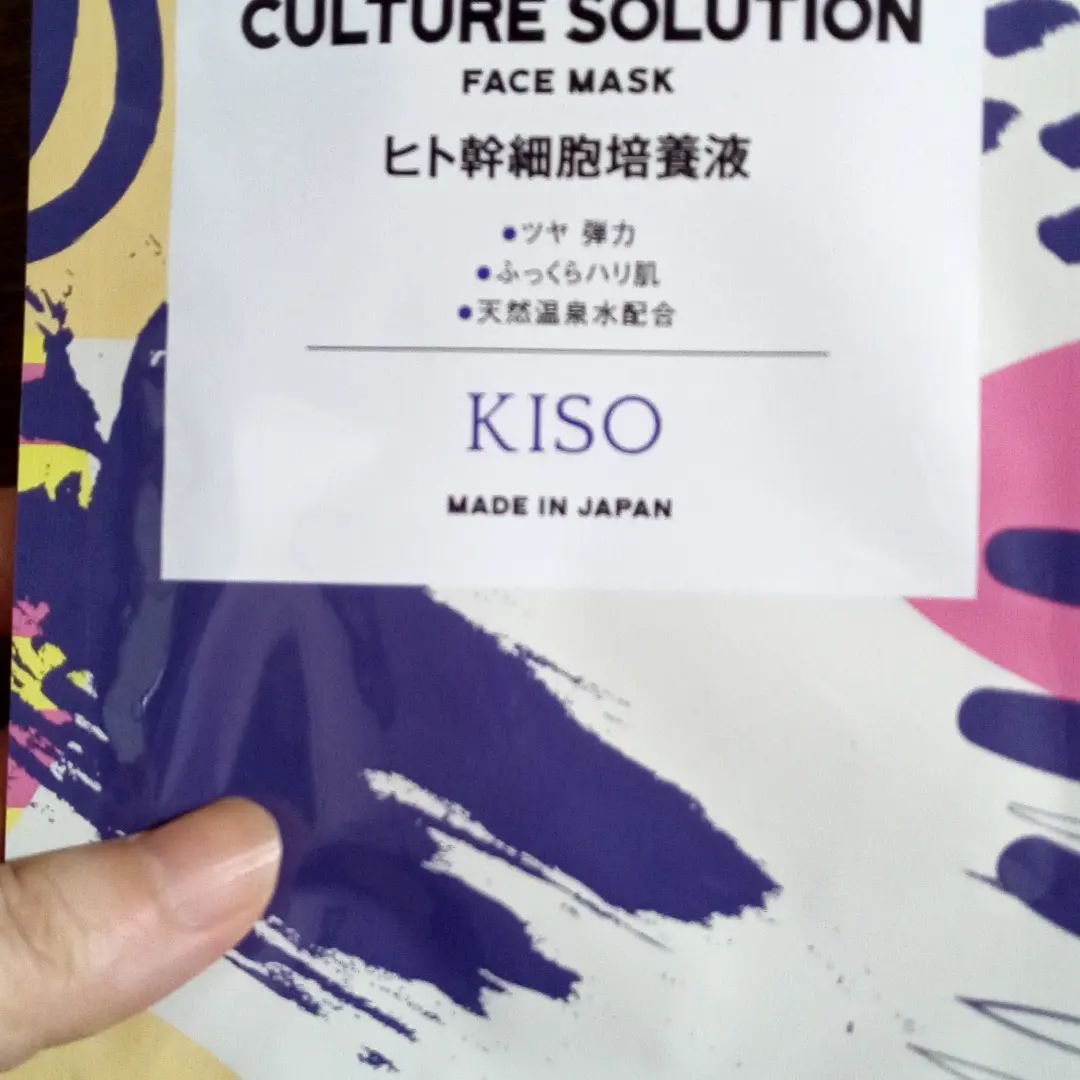 CULTURE SOLUTION
FACE MASK
ヒト幹細胞培養液
●ツヤ 弾力
●ふっくらハリ肌
●天然温泉水配合
KISO
MADE IN JAPAN